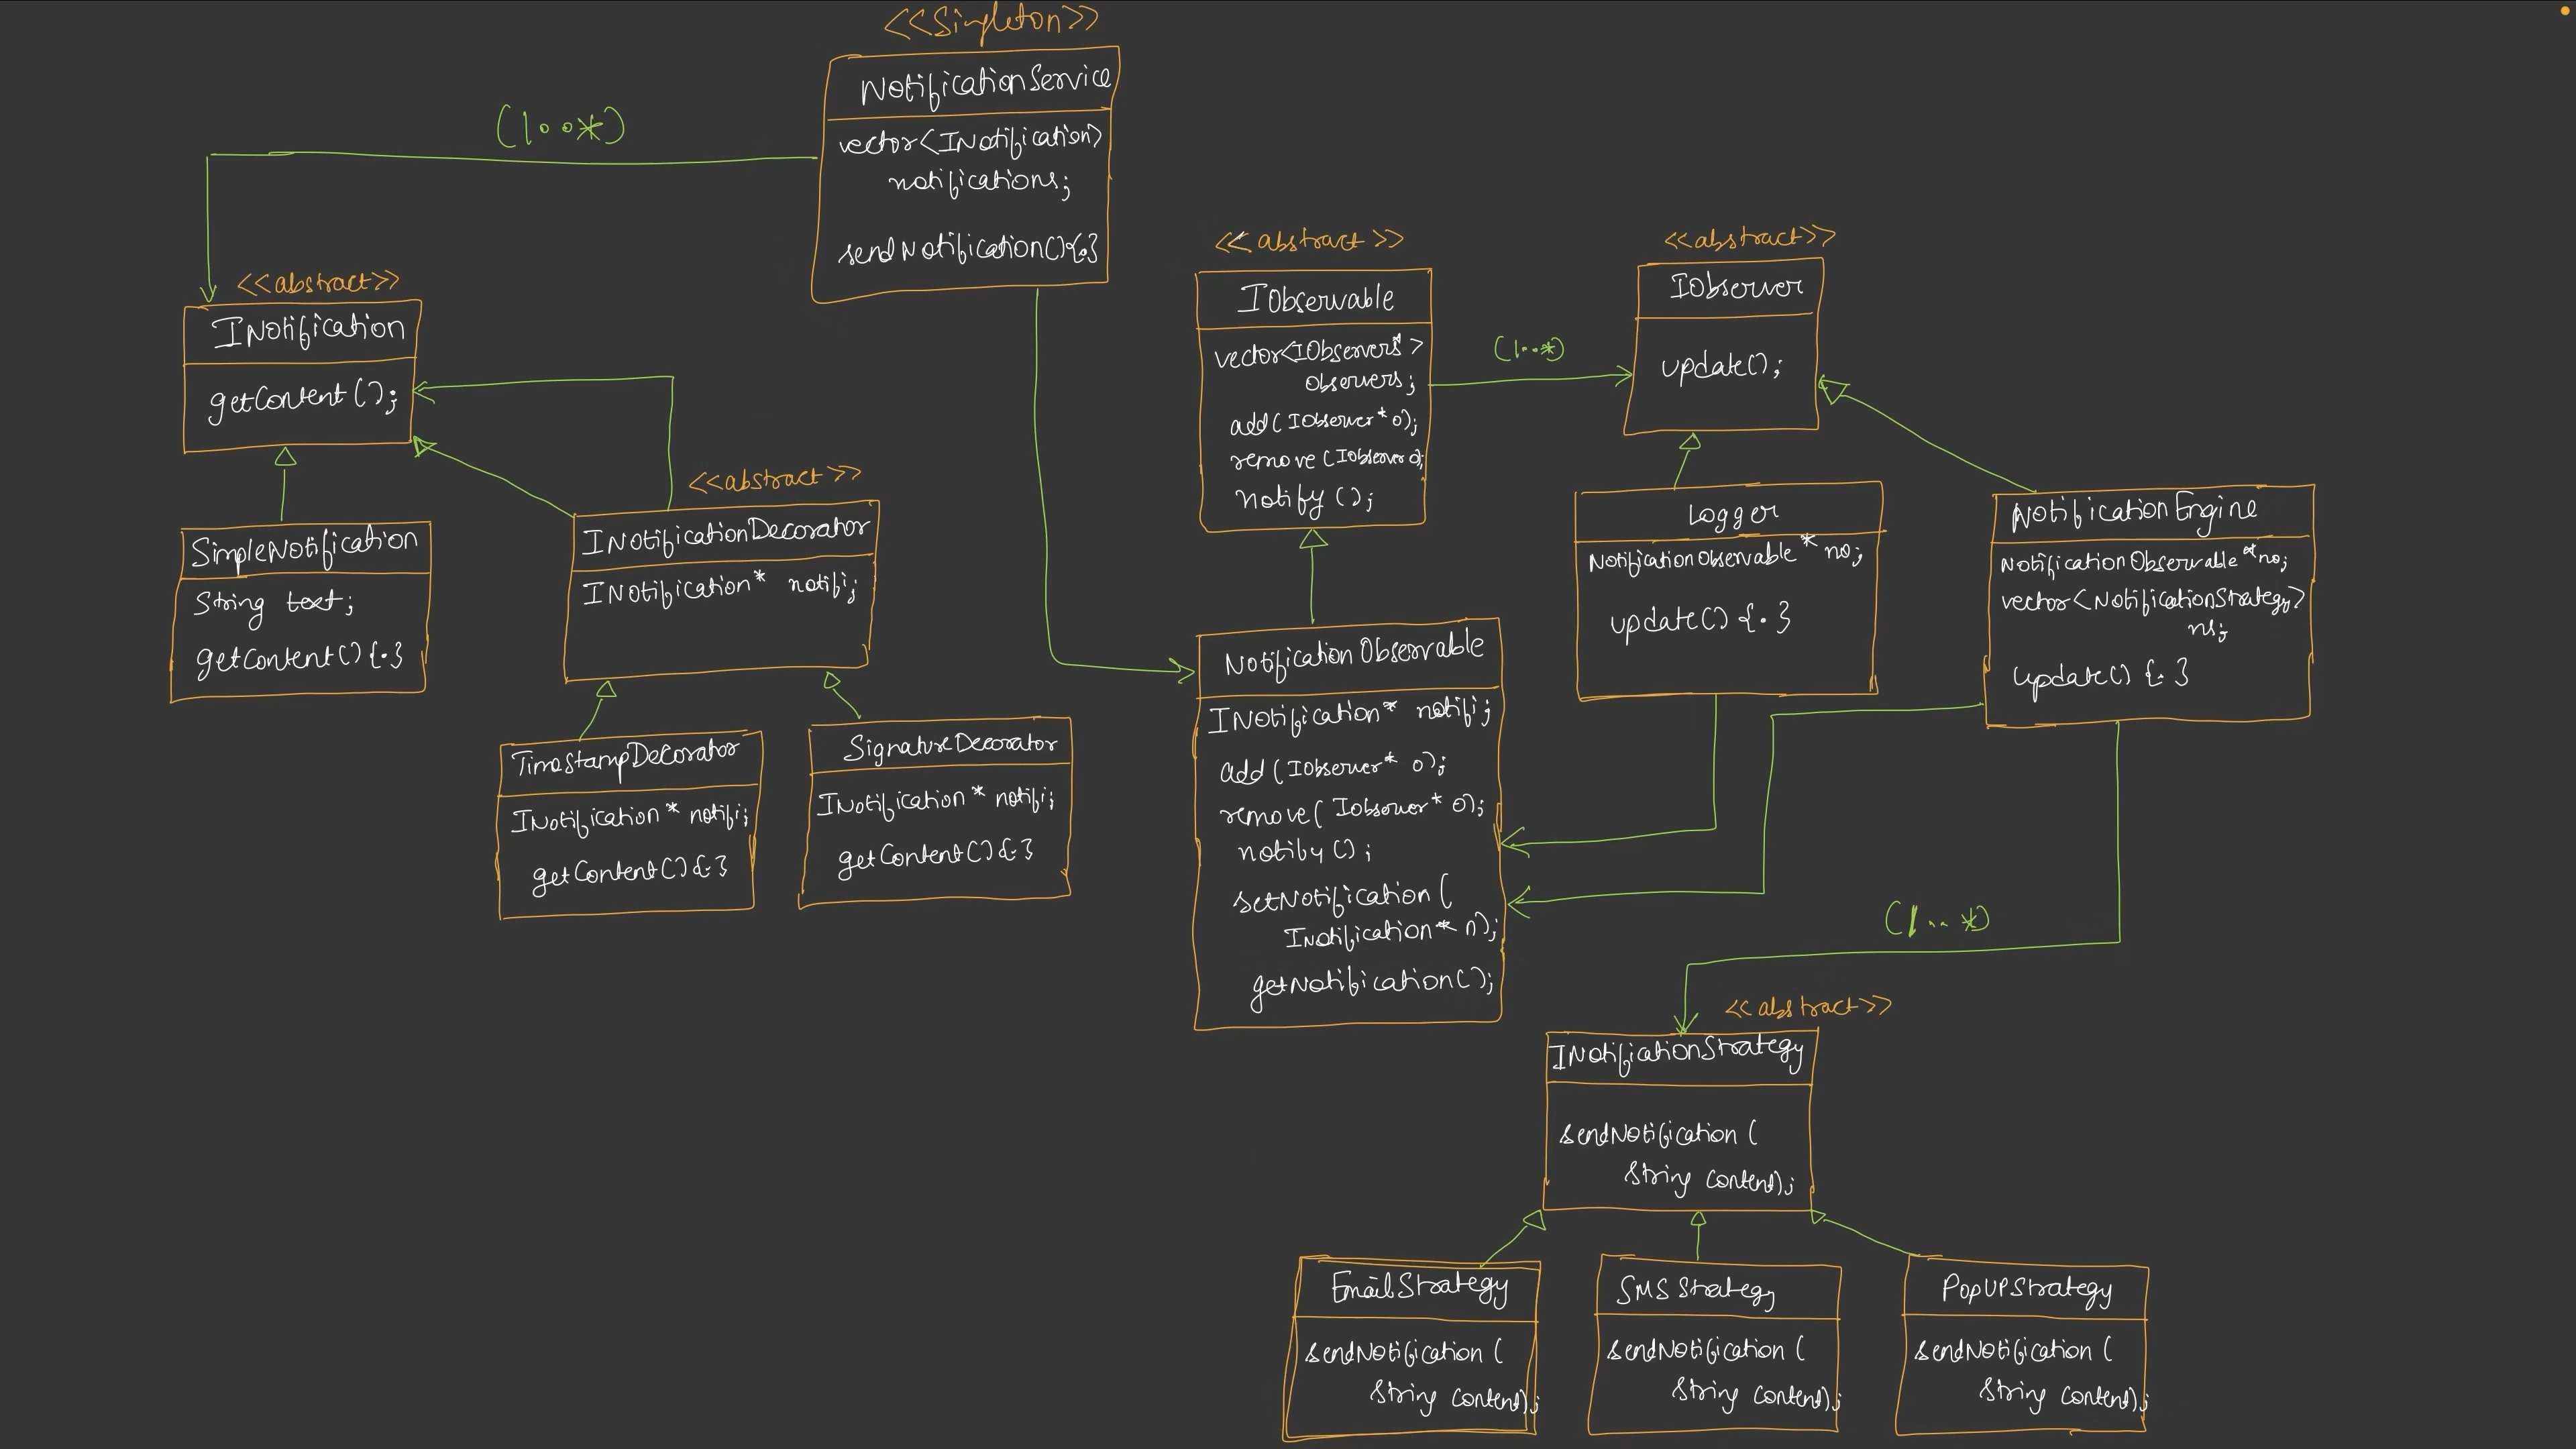 <<Singleton>>
NotificationService
vector<INotification>
notifications;
sendNotification(){.}
(1..*)
<<abstract>>
INotification
getContent();
SimpleNotification
String text;
getContent(){.}
<<abstract>>
INotificationDecorator
INotification* notifi;
TimeStampDecorator
INotification* notifi;
getContent(){.}
SignatureDecorator
INotification* notifi;
getContent(){.}
<<abstract>>
IObservable
vector<IObservers*>
observers;
add(IObserver* o);
remove(IObserver o);
notify();
(1..*)
<<abstract>>
IObserver
update();
Logger
NotificationObservable* no;
update(){.}
NotificationEngine
NotificationObservable* no;
vector<NotificationStrategy>
ns;
update(){.}
NotificationObservable
INotification* notifi;
add(IObserver* o);
remove(IObserver* o);
notify();
setNotification(
INotification* n);
getNotification();
(1..*)
<<abstract>>
INotificationStrategy
sendNotification(
String content);
EmailStrategy
sendNotification(
String content);
SMSStrategy
sendNotification(
String content);
PopUPStrategy
sendNotification(
String content);